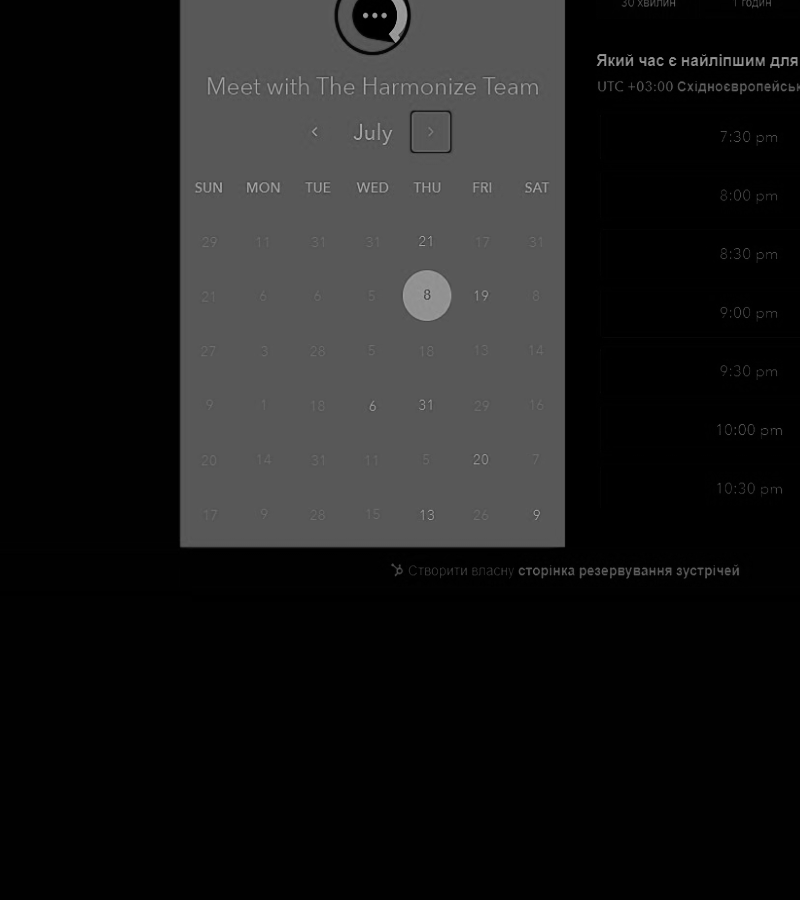 30 хвилин 1 годин
Meet with The Harmonize Team
July
SUN MON TUE WED THU FRI SAT
29 11 31 31 21 17 31
21 6 6 5 8 19 8
27 3 28 5 18 13 14
9 1 18 6 31 29 16
20 14 31 11 5 20 7
17 9 28 15 13 26 9
Який час є найліпшим для
UTC +03:00 Східноєвропейськ
7:30 pm
8:00 pm
8:30 pm
9:00 pm
9:30 pm
10:00 pm
10:30 pm
Створити власну сторінка резервування зустрічей